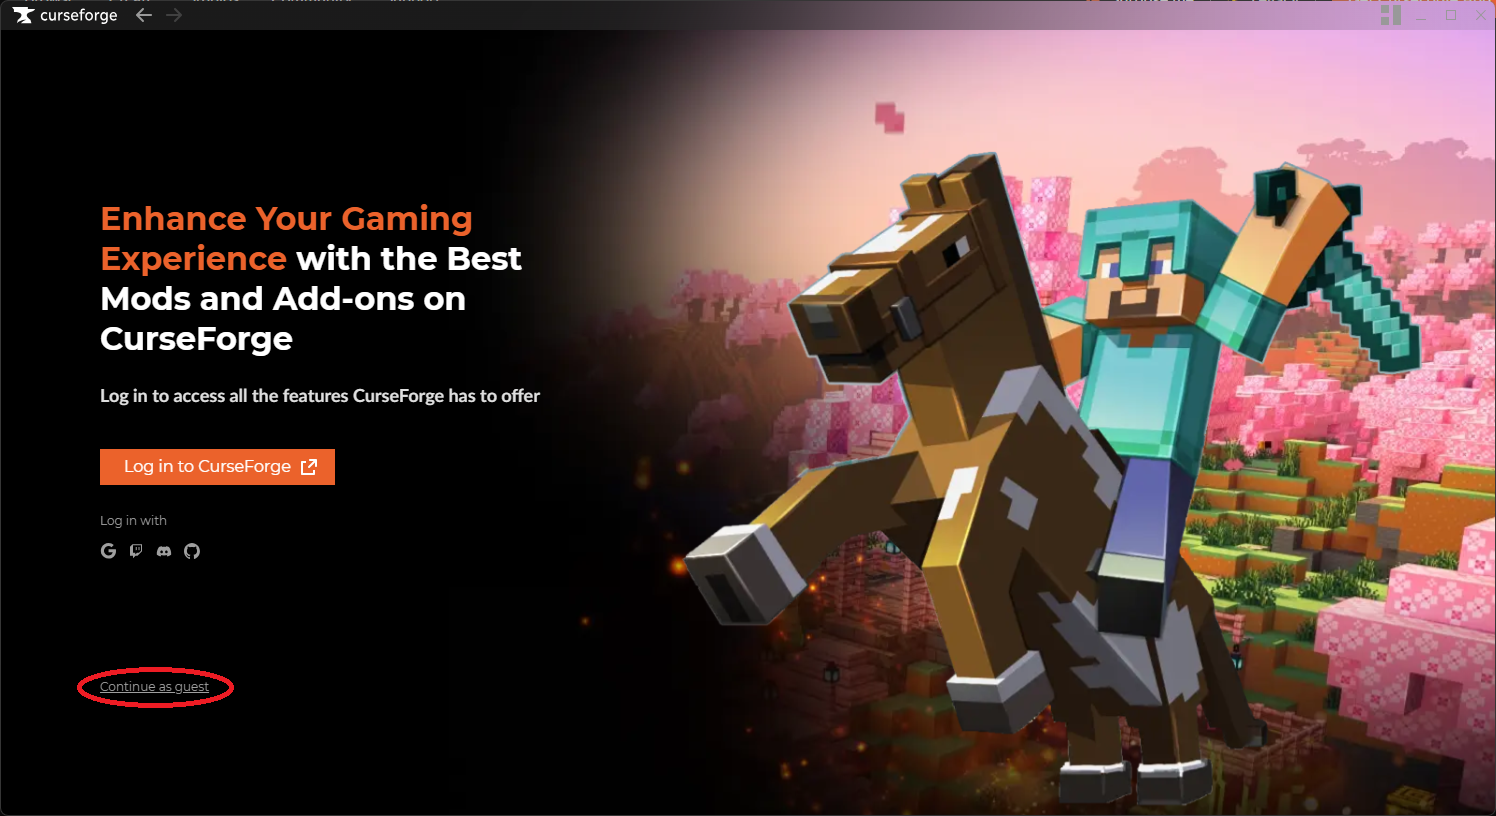 curseforge
Enhance Your Gaming
Experience with the Best
Mods and Add-ons on
CurseForge
Log in to access all the features CurseForge has to offer
Log in to CurseForge
Log in with
Continue as guest